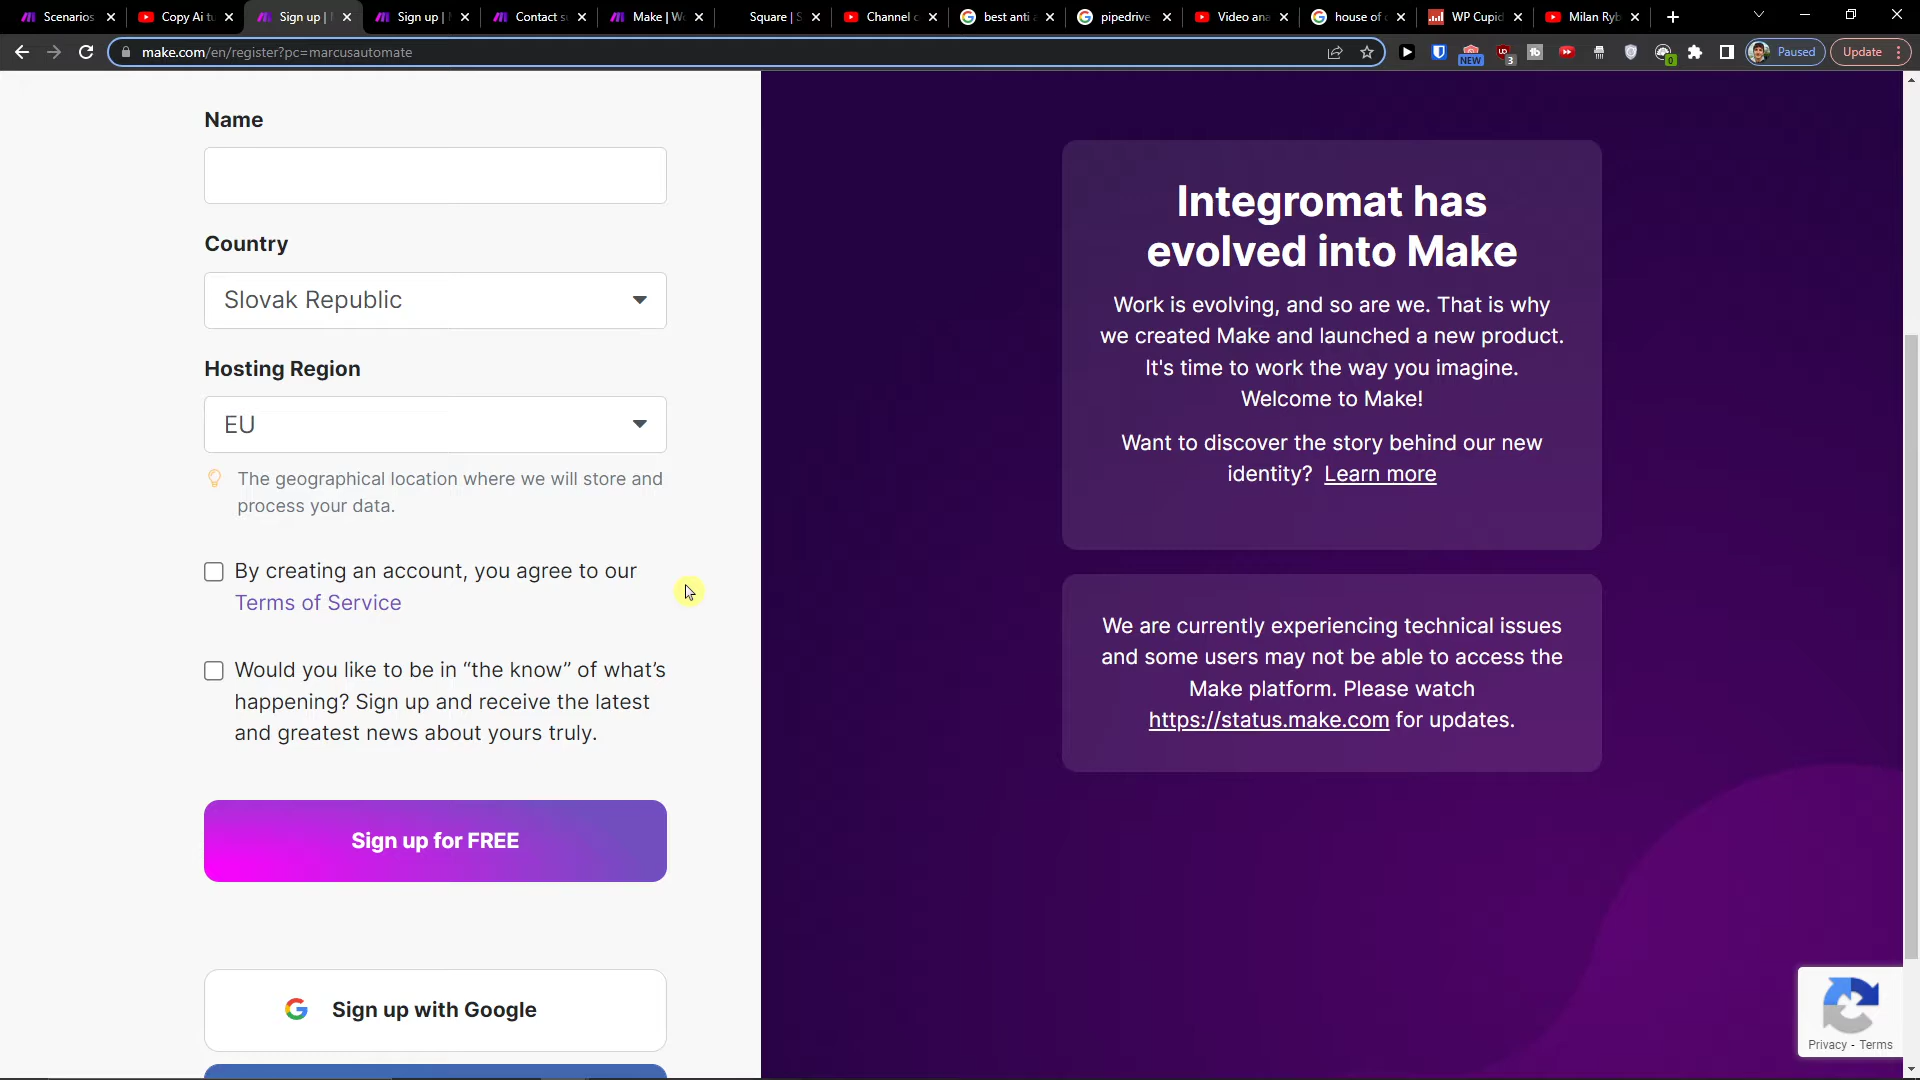 Scenarios
Copy Ai tu
Sign up |
Sign up |
Contact s
Make | W
Square | S
Channel c
best anti
pipedrive
Video ana
house of
WP Cupid
Milan Ryb
make.com/en/register?pc=marcusautomate
NEW
3
0
Paused
Update
Name
Country
Slovak Republic
Hosting Region
EU
The geographical location where we will store and
process your data.
By creating an account, you agree to our
Terms of Service
Would you like to be in “the know” of what’s
happening? Sign up and receive the latest
and greatest news about yours truly.
Sign up for FREE
Sign up with Google
Integromat has
evolved into Make
Work is evolving, and so are we. That is why
we created Make and launched a new product.
It's time to work the way you imagine.
Welcome to Make!
Want to discover the story behind our new
identity? Learn more
We are currently experiencing technical issues
and some users may not be able to access the
Make platform. Please watch
https://status.make.com for updates.
Privacy - Terms